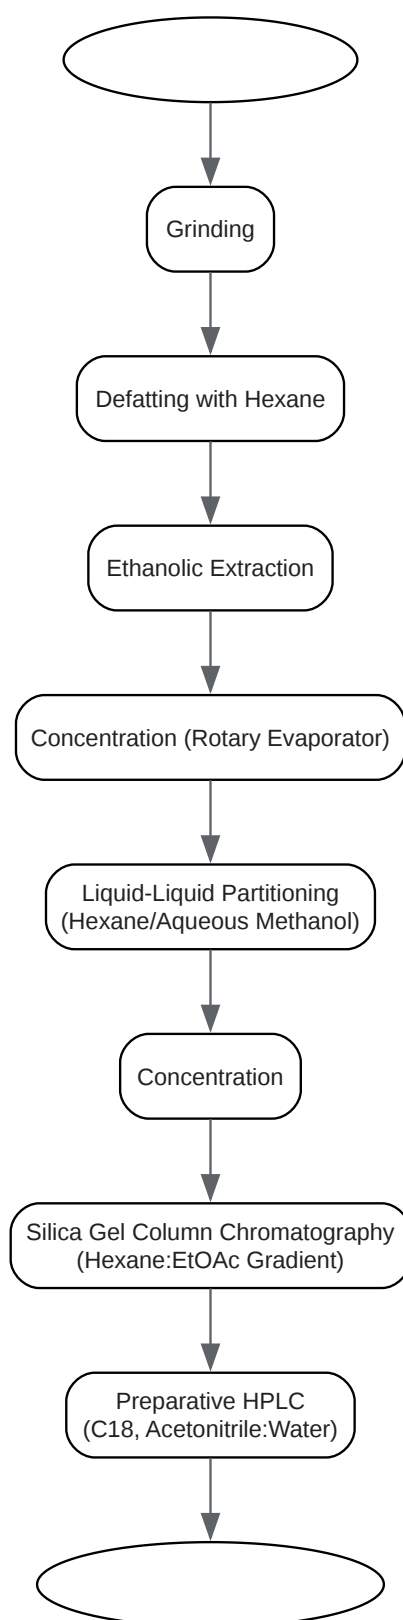 Grinding
Defatting with Hexane
Ethanolic Extraction
Concentration (Rotary Evaporator)
Liquid-Liquid Partitioning
(Hexane/Aqueous Methanol)
Concentration
Silica Gel Column Chromatography
(Hexane:EtOAc Gradient)
Preparative HPLC
(C18, Acetonitrile:Water)